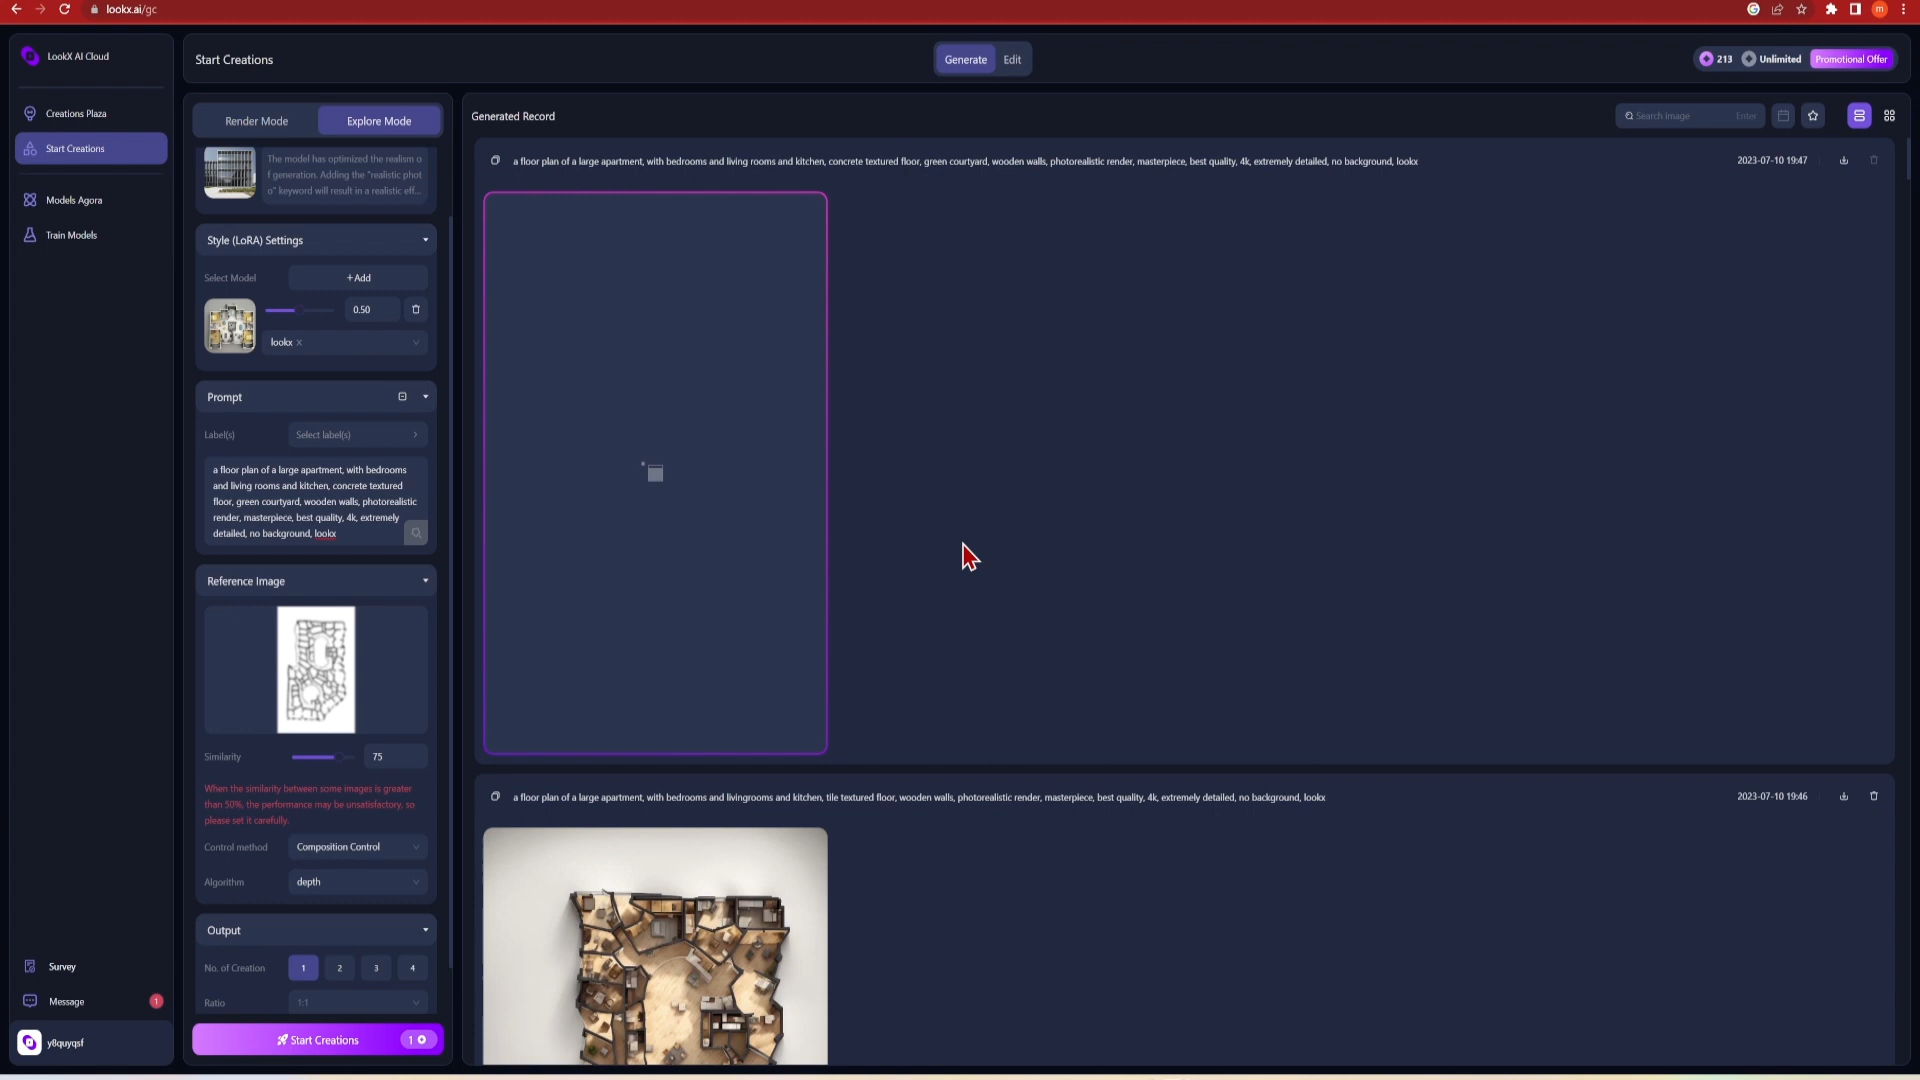 lookx.ai/gc
m
LookX AI Cloud
Start Creations
Generate
Edit
213
Unlimited
Promotional Offer
Creations Plaza
Start Creations
Models Agora
Train Models
Survey
Message
1
y8quyqsf
Render Mode
Explore Mode
The model has optimized the realism o
f generation. Adding the "realistic phot
o" keyword will result in a realistic eff...
Style (LoRA) Settings
Select Model
+Add
0.50
lookx ×
Prompt
Label(s)
Select label(s)
a floor plan of a large apartment, with bedrooms
and living rooms and kitchen, concrete textured
floor, green courtyard, wooden walls, photorealistic
render, masterpiece, best quality, 4k, extremely
detailed, no background, lookx
Reference Image
Similarity
75
When the similarity between some images is greater
than 50%, the performance may be unsatisfactory, so
please set it carefully.
Control method
Composition Control
Algorithm
depth
Output
No. of Creation
1
2
3
4
Ratio
1:1
Start Creations
1
Generated Record
Search image
Enter
a floor plan of a large apartment, with bedrooms and living rooms and kitchen, concrete textured floor, green courtyard, wooden walls, photorealistic render, masterpiece, best quality, 4k, extremely detailed, no background, lookx
2023-07-10 19:47
a floor plan of a large apartment, with bedrooms and livingrooms and kitchen, tile textured floor, wooden walls, photorealistic render, masterpiece, best quality, 4k, extremely detailed, no background, lookx
2023-07-10 19:46